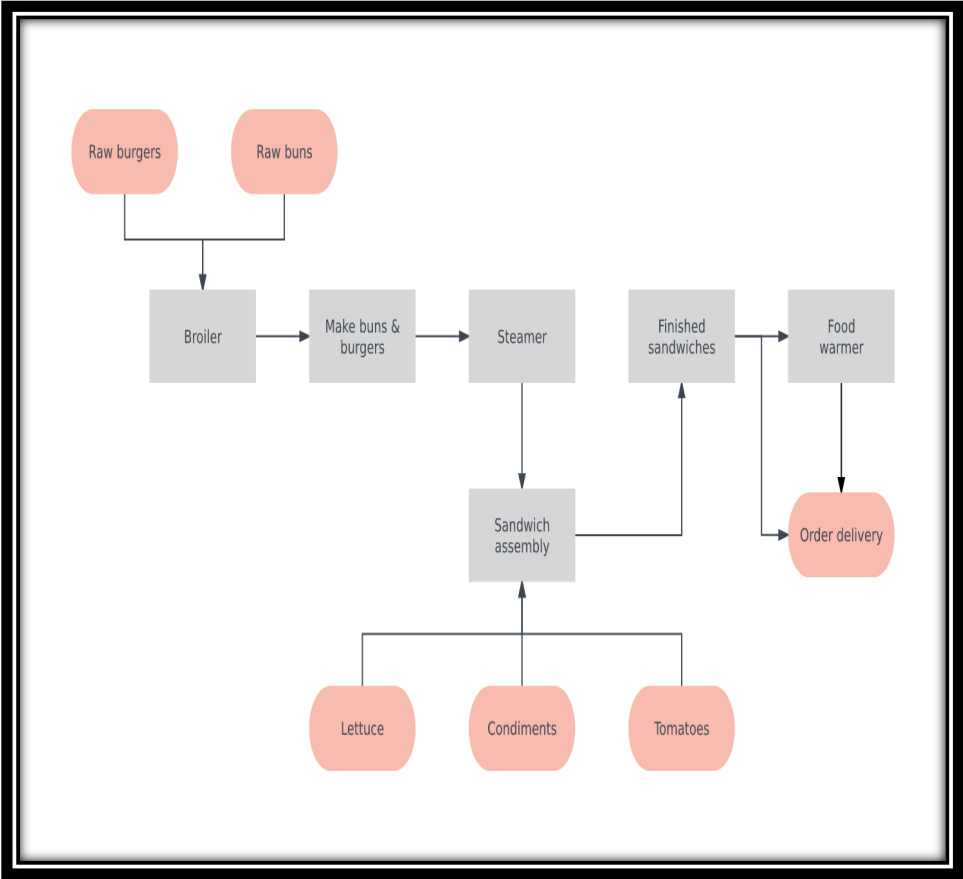 Raw burgers
Raw buns
Broiler
Make buns &
burgers
Steamer
Finished
sandwiches
Food
warmer
Sandwich
assembly
Order delivery
Lettuce
Condiments
Tomatoes